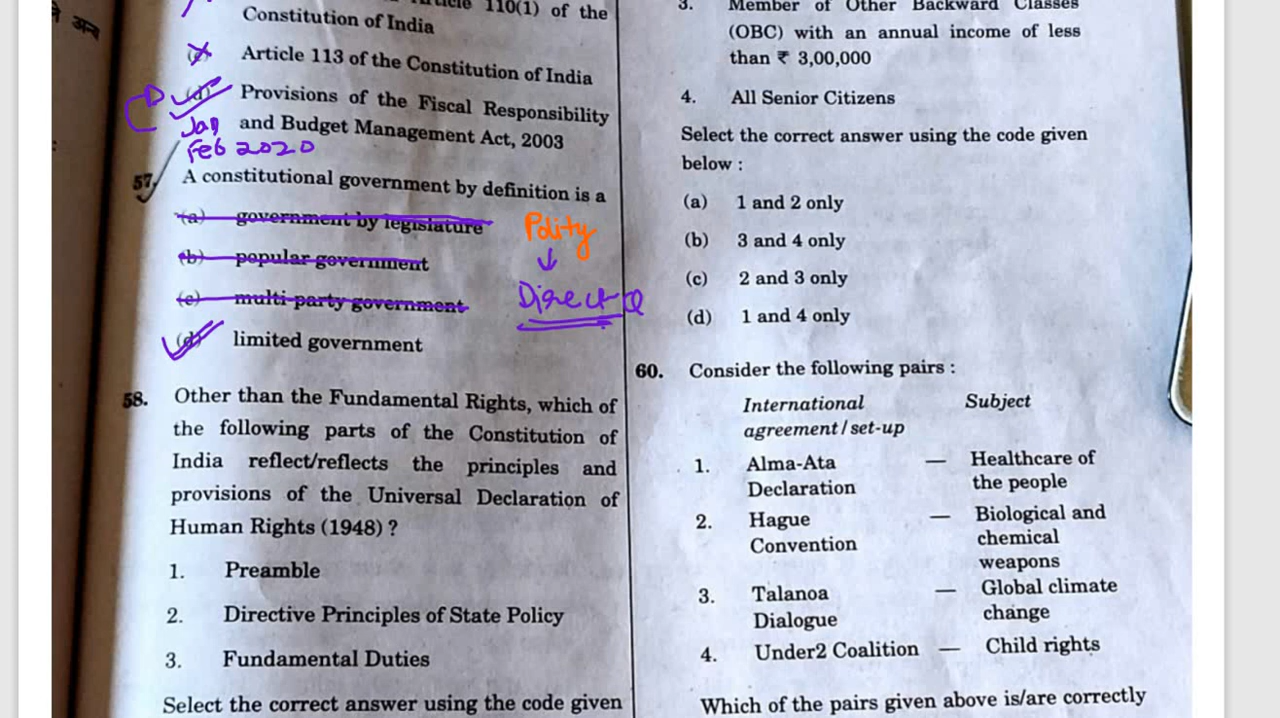 ने अन्य
Article 110(1) of the
Constitution of India
(c) Article 113 of the Constitution of India
D (d) Provisions of the Fiscal Responsibility
and Budget Management Act, 2003
Jan
Feb 2020
57. A constitutional government by definition is a
(a) government by legislature
(b) popular government
(c) multi-party government
(d) limited government
Polity
↓
Direct Q
58. Other than the Fundamental Rights, which of
the following parts of the Constitution of
India reflect/reflects the principles and
provisions of the Universal Declaration of
Human Rights (1948) ?
1. Preamble
2. Directive Principles of State Policy
3. Fundamental Duties
Select the correct answer using the code given
3. Member of Other Backward Classes
(OBC) with an annual income of less
than ₹ 3,00,000
4. All Senior Citizens
Select the correct answer using the code given
below :
(a) 1 and 2 only
(b) 3 and 4 only
(c) 2 and 3 only
(d) 1 and 4 only
60. Consider the following pairs :
International Subject
agreement / set-up
1. Alma-Ata — Healthcare of
Declaration the people
2. Hague — Biological and
Convention chemical
weapons
3. Talanoa — Global climate
Dialogue change
4. Under2 Coalition — Child rights
Which of the pairs given above is/are correctly